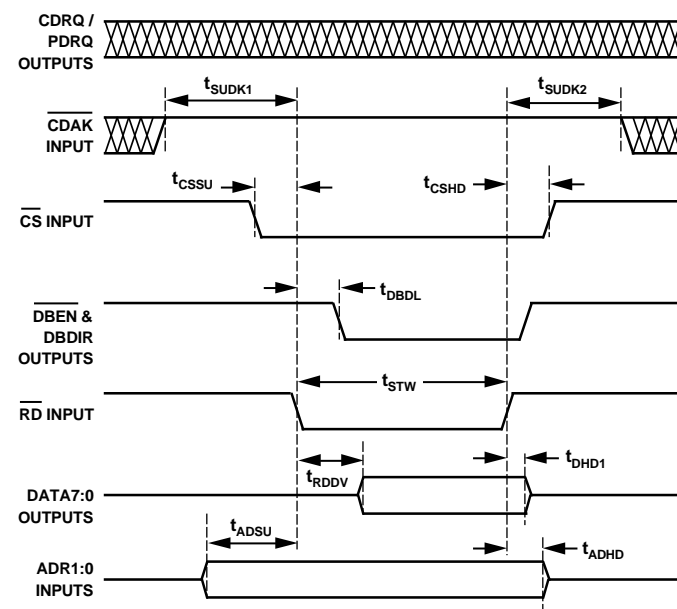 CDRQ /
PDRQ
OUTPUTS
tSUDK1
tSUDK2
CDAK
INPUT
tCSSU
tCSHD
CS INPUT
tDBDL
DBEN &
DBDIR
OUTPUTS
tSTW
RD INPUT
tDHD1
tRDDV
DATA7:0
OUTPUTS
tADSU
tADHD
ADR1:0
INPUTS